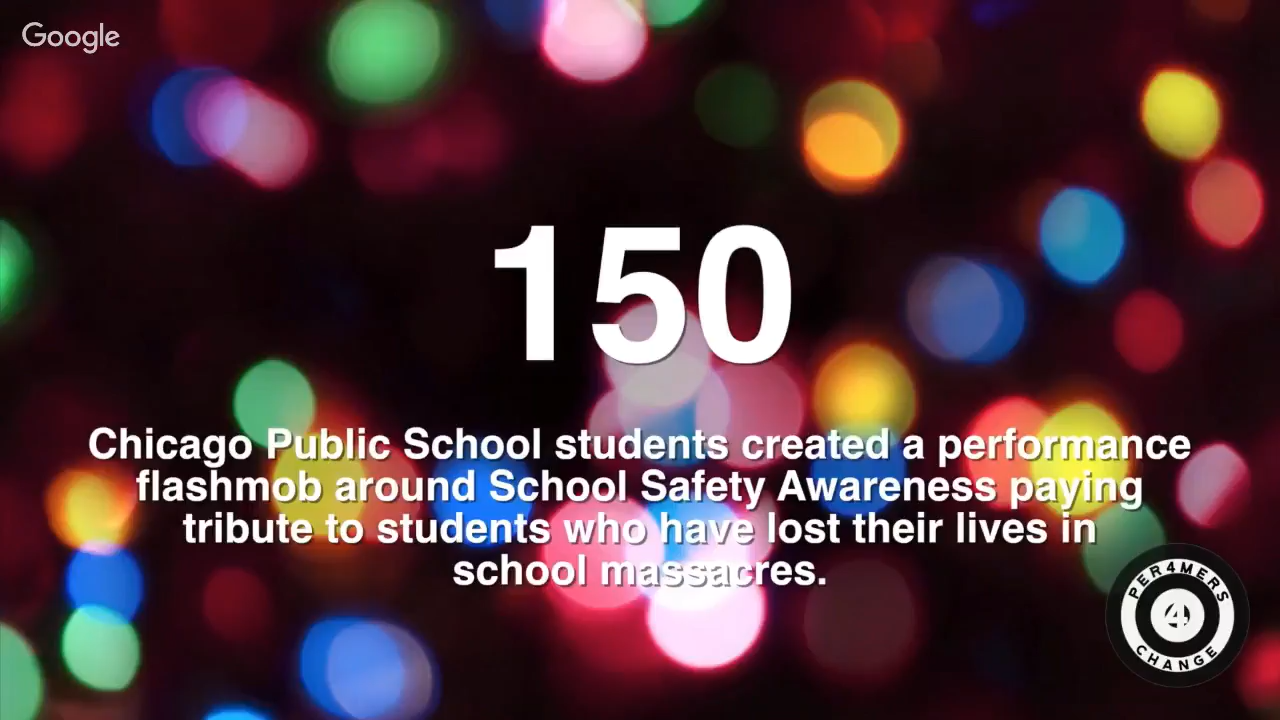 Google
150
Chicago Public School students created a performance
flashmob around School Safety Awareness paying
tribute to students who have lost their lives in
school massacres.
PER4MERS
4
CHANGE